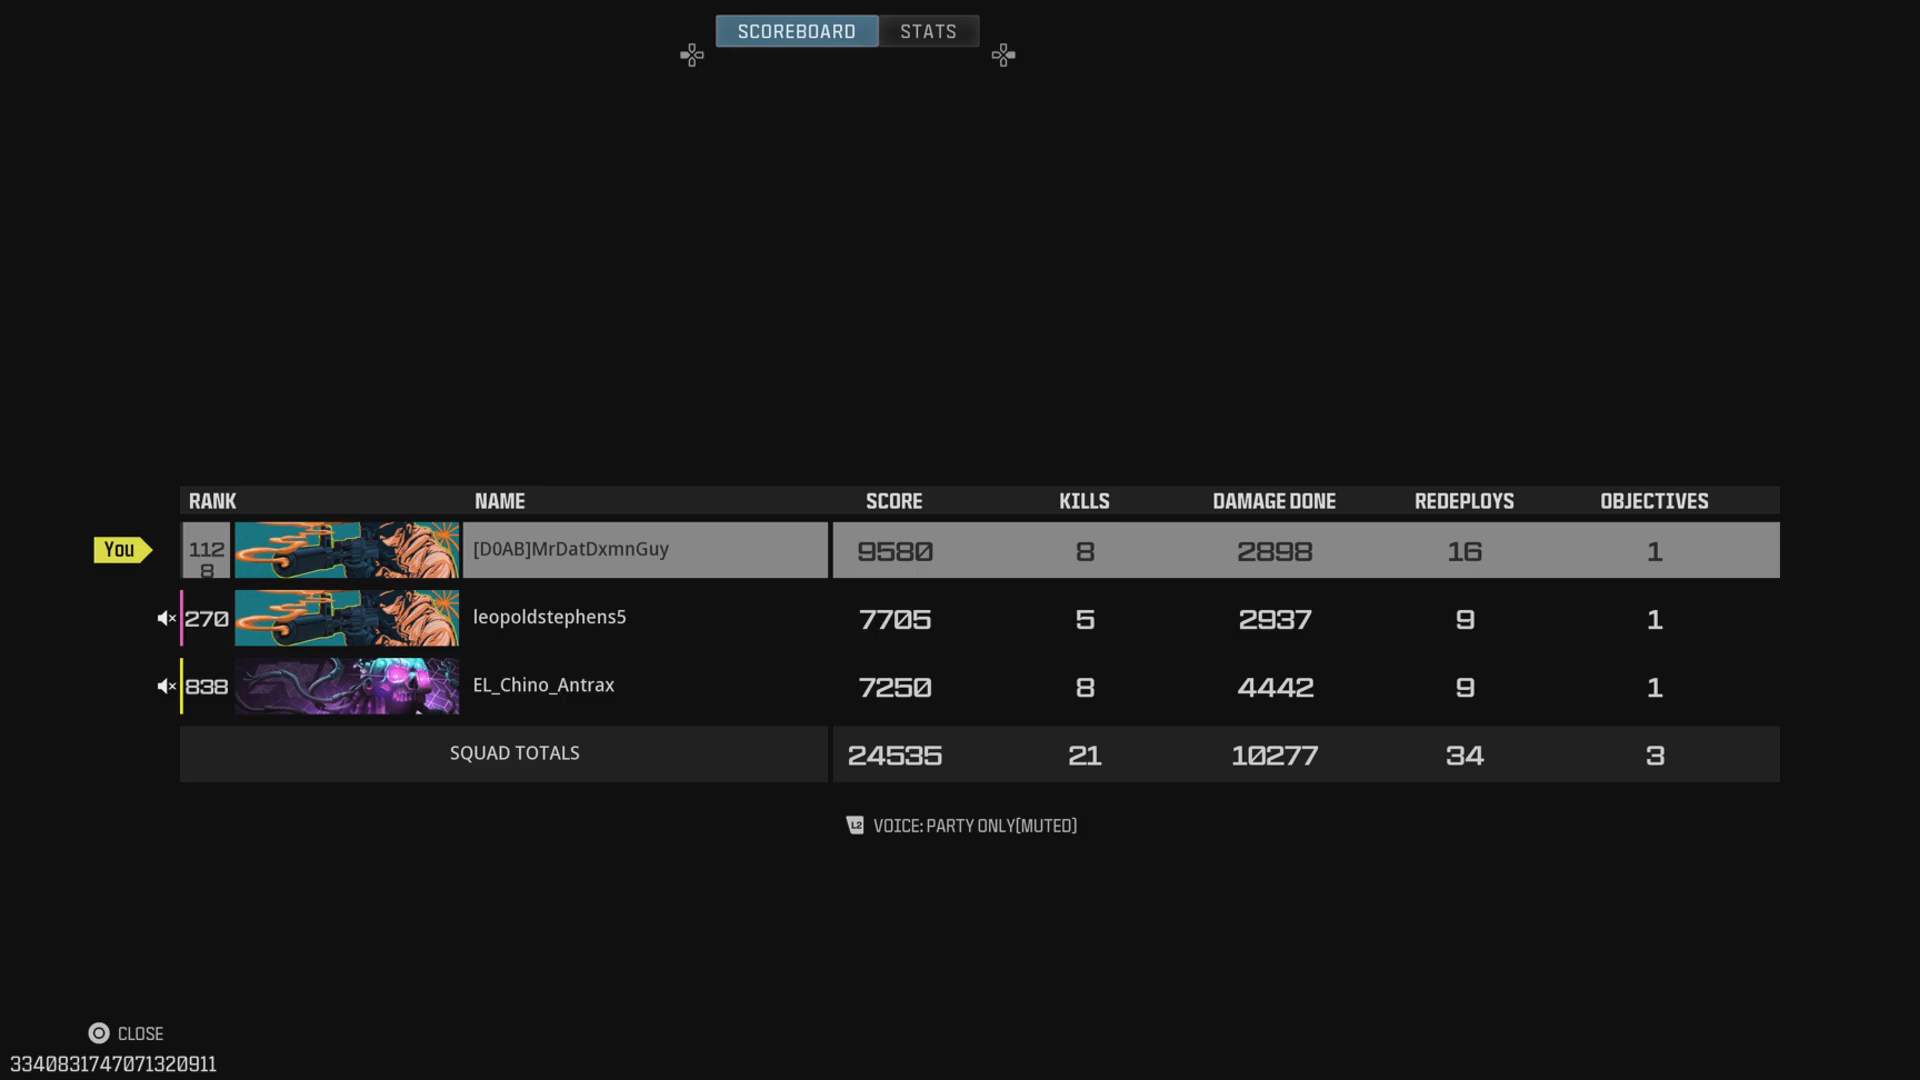 SCOREBOARD STATS
RANK NAME SCORE KILLS DAMAGE DONE REDEPLOYS OBJECTIVES
You 1128 [D0AB]MrDatDxmnGuy 9580 8 2898 16 1
270 leopoldstephens5 7705 5 2937 9 1
838 EL_Chino_Antrax 7250 8 4442 9 1
SQUAD TOTALS 24535 21 10277 34 3
L2 VOICE: PARTY ONLY(MUTED)
CLOSE
3340831747071320911